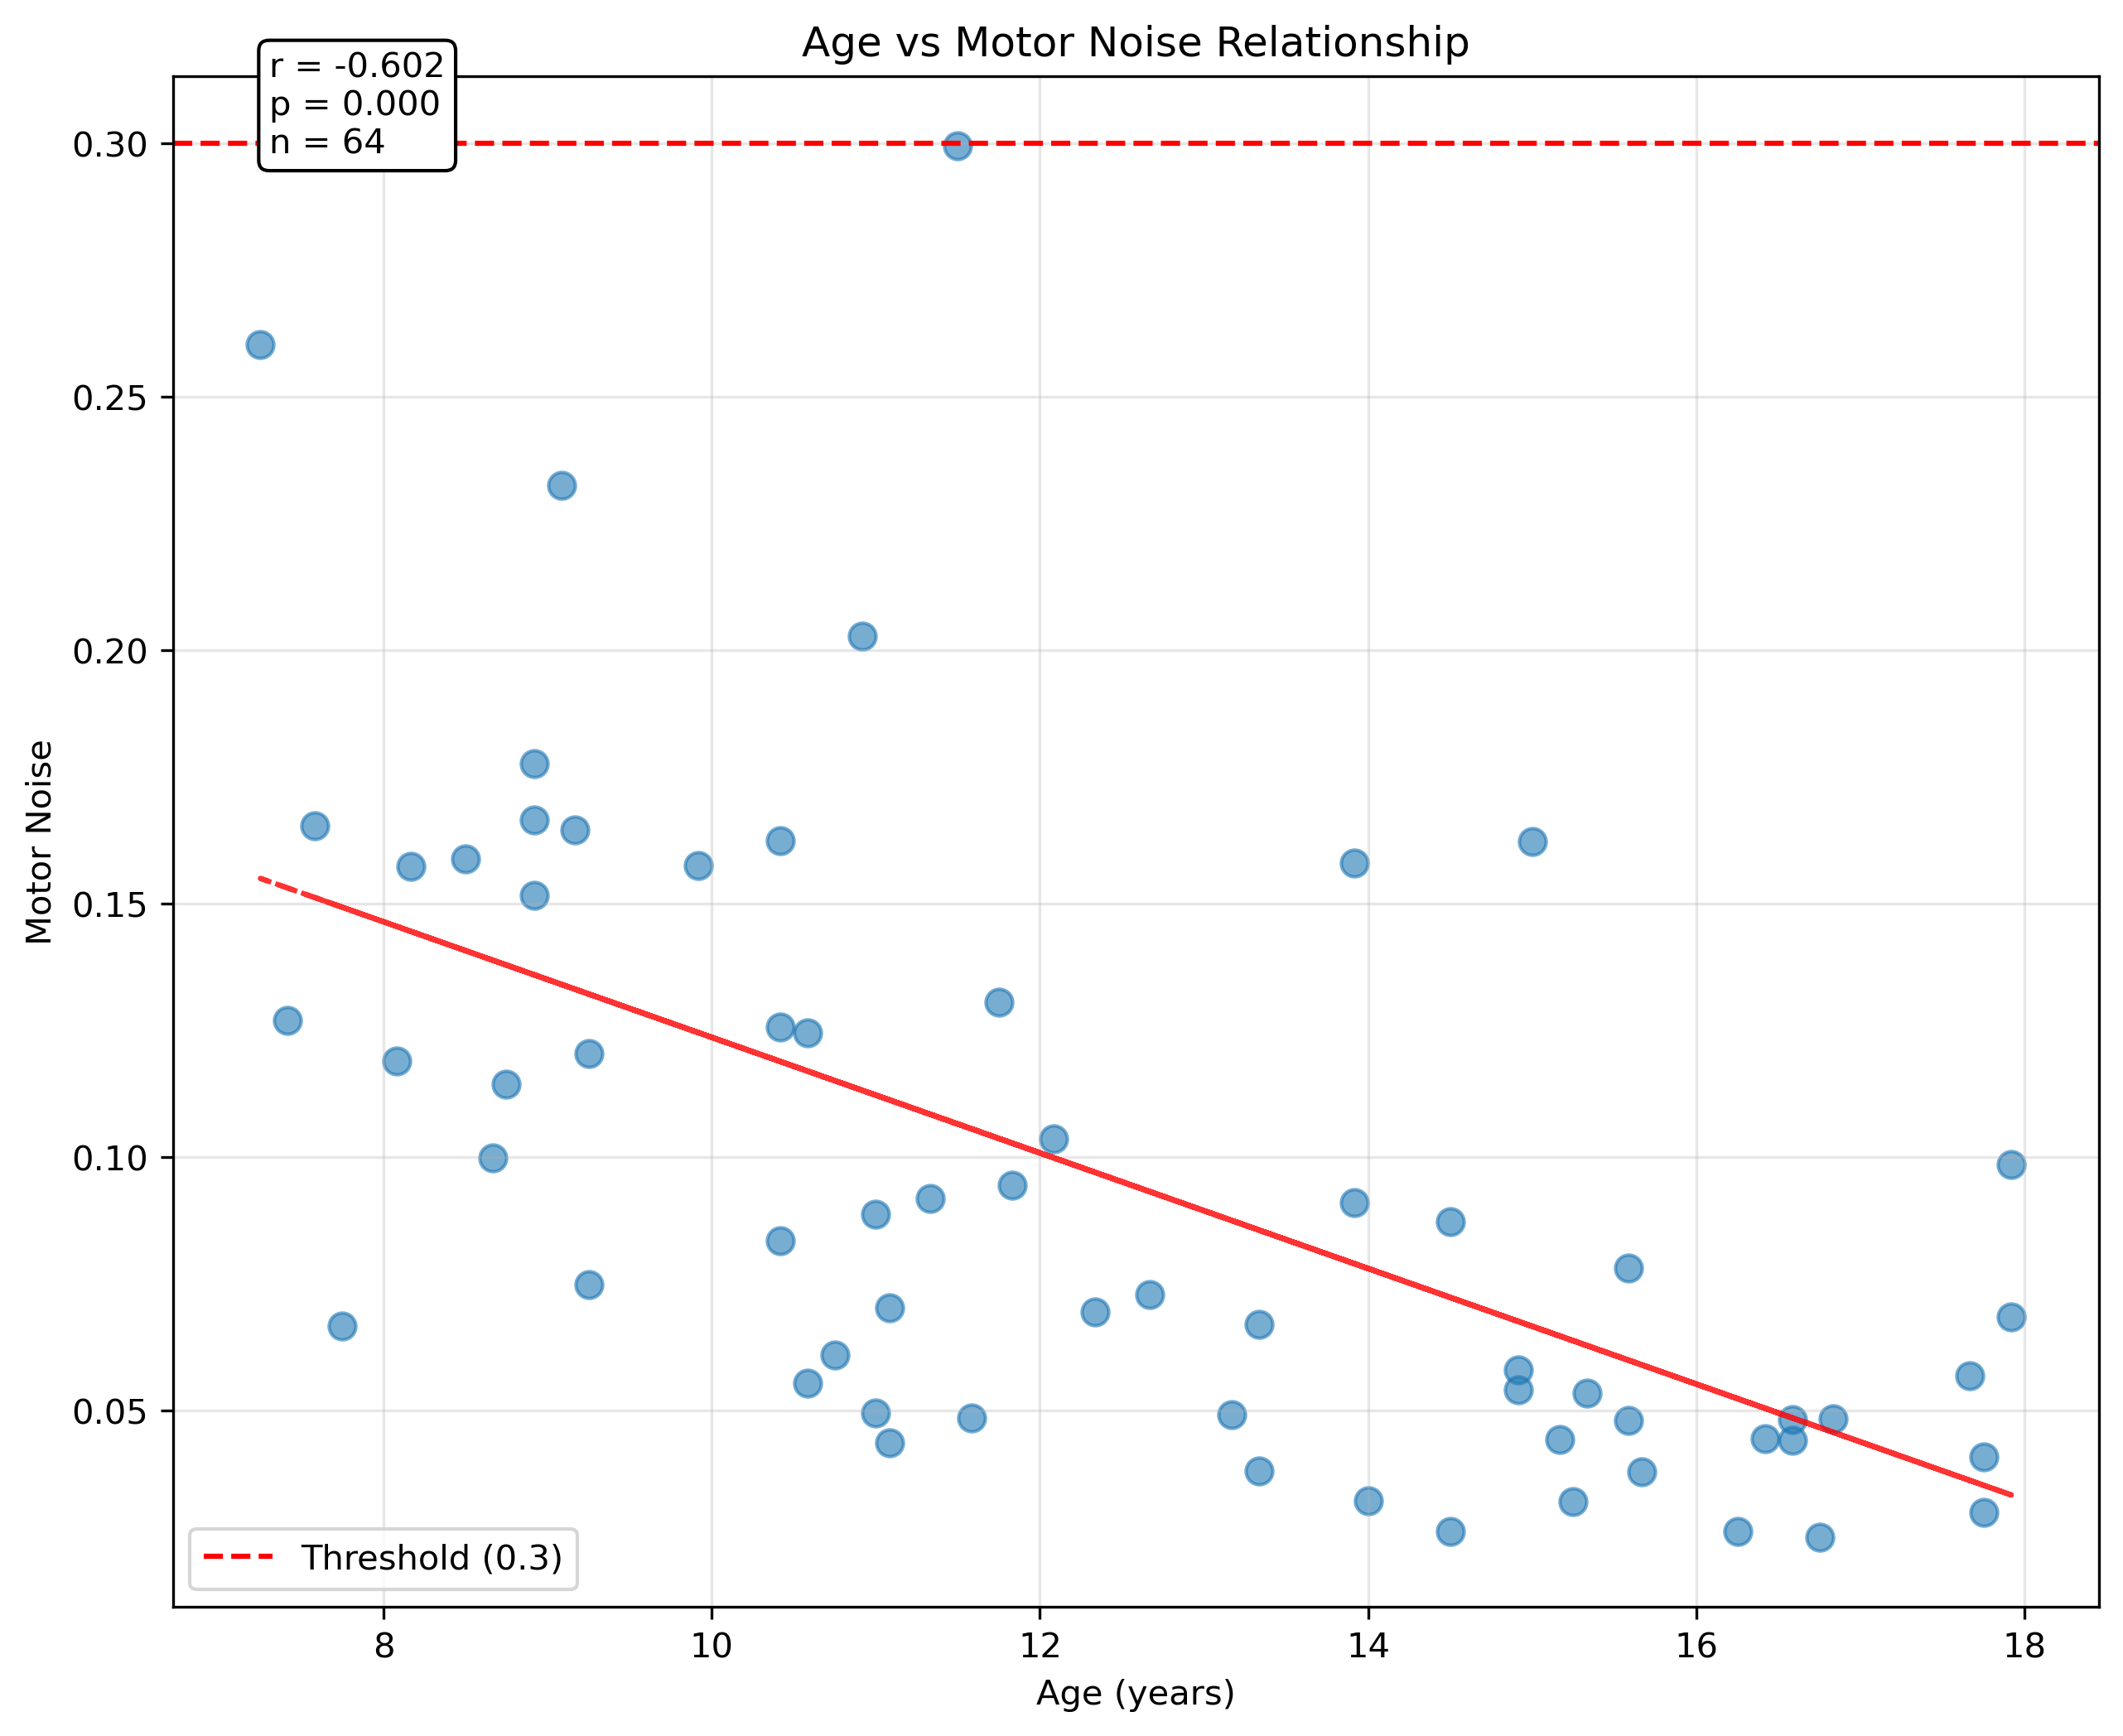 Age vs Motor Noise Relationship
r = -0.602
p = 0.000
n = 64
0.30
0.25
0.20
0.15
0.10
0.05
Motor Noise
Threshold (0.3)
8 10 12 14 16 18
Age (years)